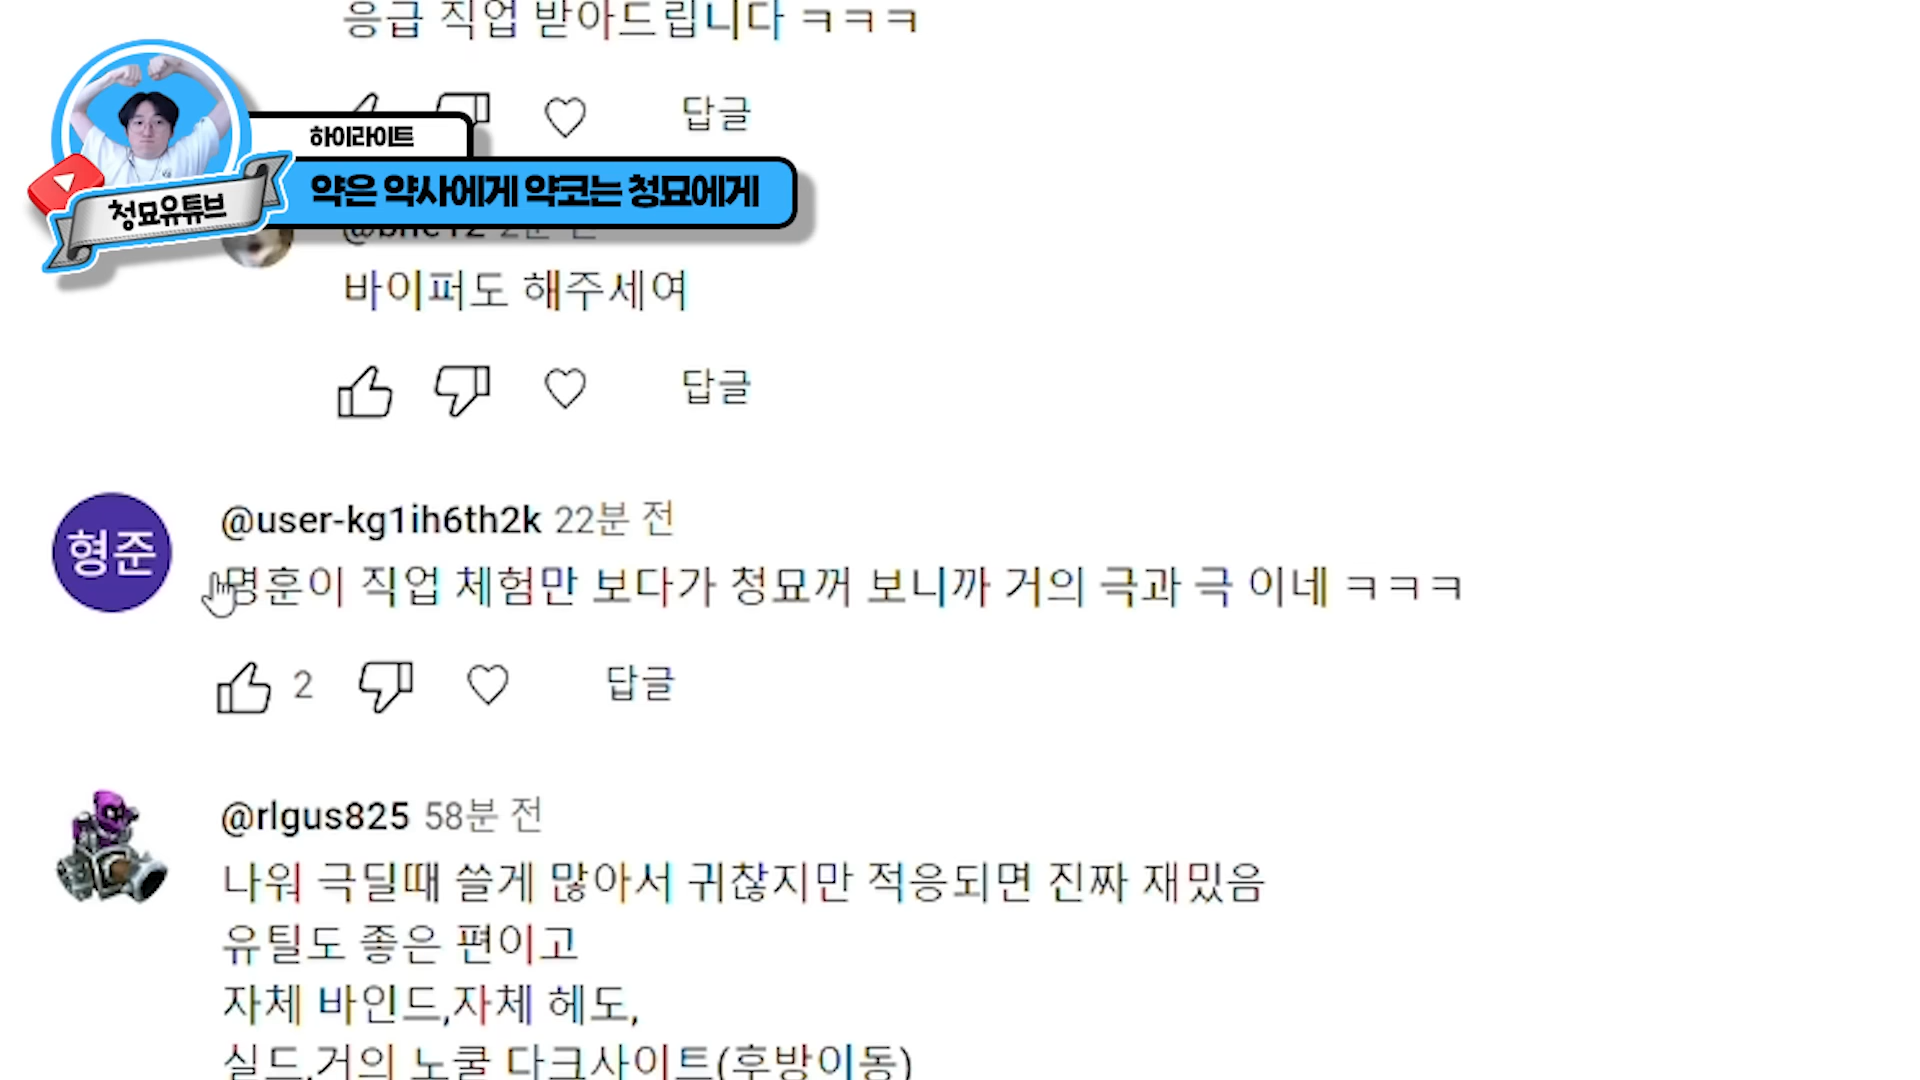 응급 직업 받아드립니다 ㅋㅋㅋ
답글
하이라이트
약은 약사에게 약코는 청묘에게
청묘유튜브
바이퍼도 해주세여
답글
형준
@user-kg1ih6th2k 22분 전
명훈이 직업 체험만 보다가 청묘꺼 보니까 거의 극과 극 이네 ㅋㅋㅋ
2
답글
@rlgus825 58분 전
나워 극딜때 쓸게 많아서 귀찮지만 적응되면 진짜 재밌음
유틸도 좋은 편이고
자체 바인드,자체 헤도,
실드,거의 노쿨 다크사이트(후방이동)